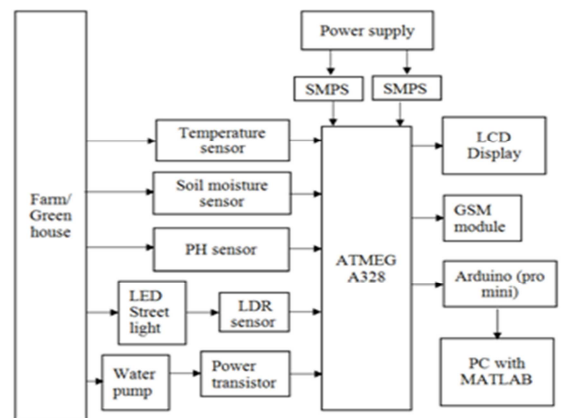 Power supply
SMPS
SMPS
Farm/
Green
house
Temperature
sensor
Soil moisture
sensor
PH sensor
LED
Street
light
LDR
sensor
Water
pump
Power
transistor
ATMEG
A328
LCD
Display
GSM
module
Arduino (pro
mini)
PC with
MATLAB